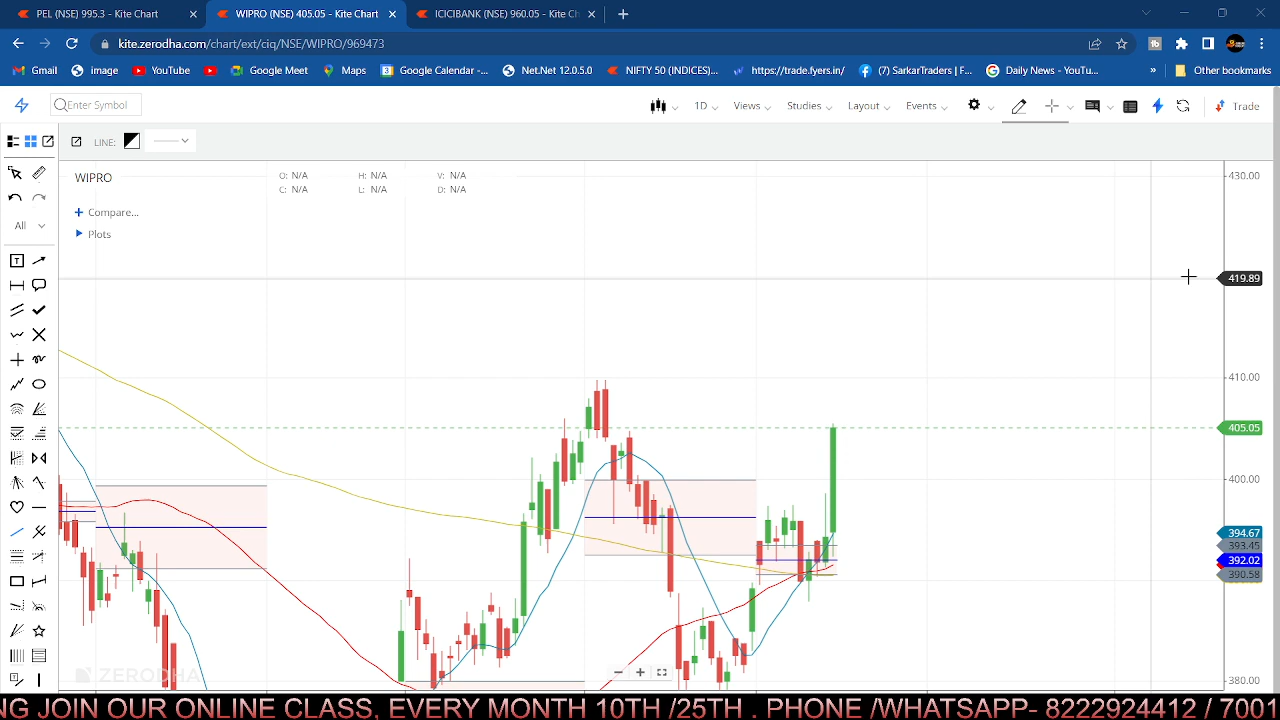 PEL (NSE) 995.3 - Kite Chart
WIPRO (NSE) 405.05 - Kite Chart
ICICIBANK (NSE) 960.05 - Kite Ch
kite.zerodha.com/chart/ext/ciq/NSE/WIPRO/969473
Gmail
image
YouTube
Google Meet
Maps
Google Calendar -...
Net.Net 12.0.5.0
NIFTY 50 (INDICES)...
https://trade.fyers.in/
(7) SarkarTraders | F...
Daily News - YouTu...
»
Other bookmarks
Enter Symbol
1D
Views
Studies
Layout
Events
Trade
LINE:
WIPRO
O: N/A
H: N/A
V: N/A
C: N/A
L: N/A
D: N/A
Compare...
Plots
All
430.00
419.89
410.00
405.05
400.00
394.67
393.45
392.02
390.58
380.00
ZERODHA
NG JOIN OUR ONLINE CLASS, EVERY MONTH 10TH /25TH . PHONE /WHATSAPP- 8222924412 / 7001